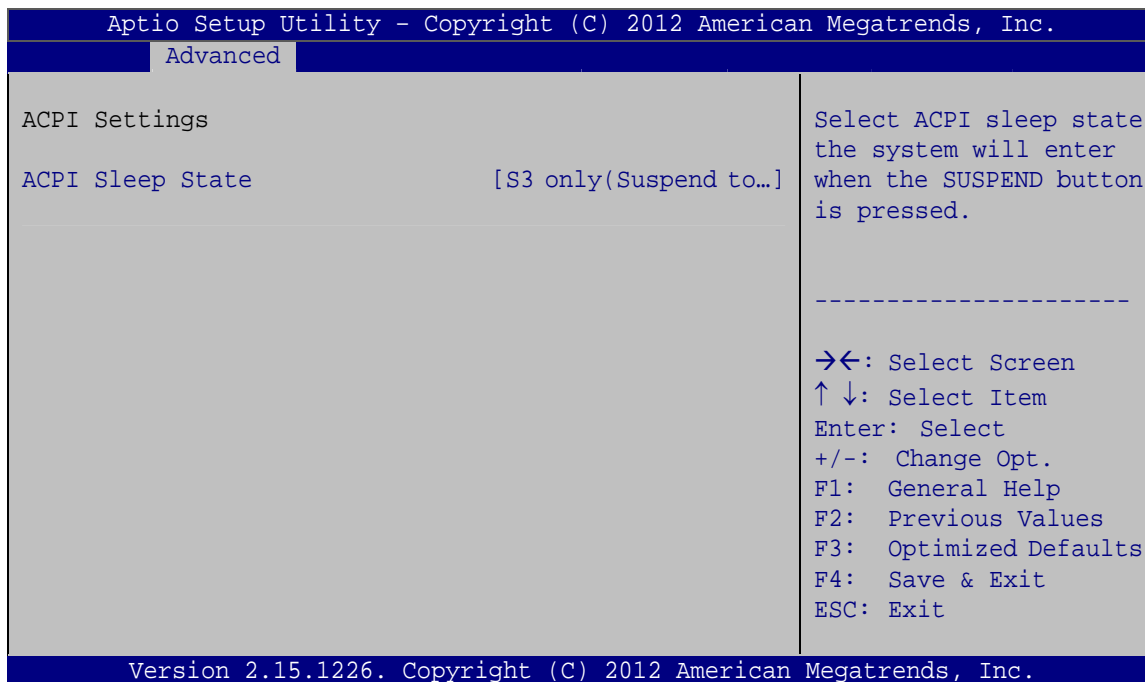 Aptio Setup Utility – Copyright (C) 2012 American Megatrends, Inc.
Advanced
ACPI Settings
ACPI Sleep State [S3 only(Suspend to…]
Select ACPI sleep state
the system will enter
when the SUSPEND button
is pressed.
----------------------
→←: Select Screen
↑ ↓: Select Item
Enter: Select
+/-: Change Opt.
F1: General Help
F2: Previous Values
F3: Optimized Defaults
F4: Save & Exit
ESC: Exit
Version 2.15.1226. Copyright (C) 2012 American Megatrends, Inc.